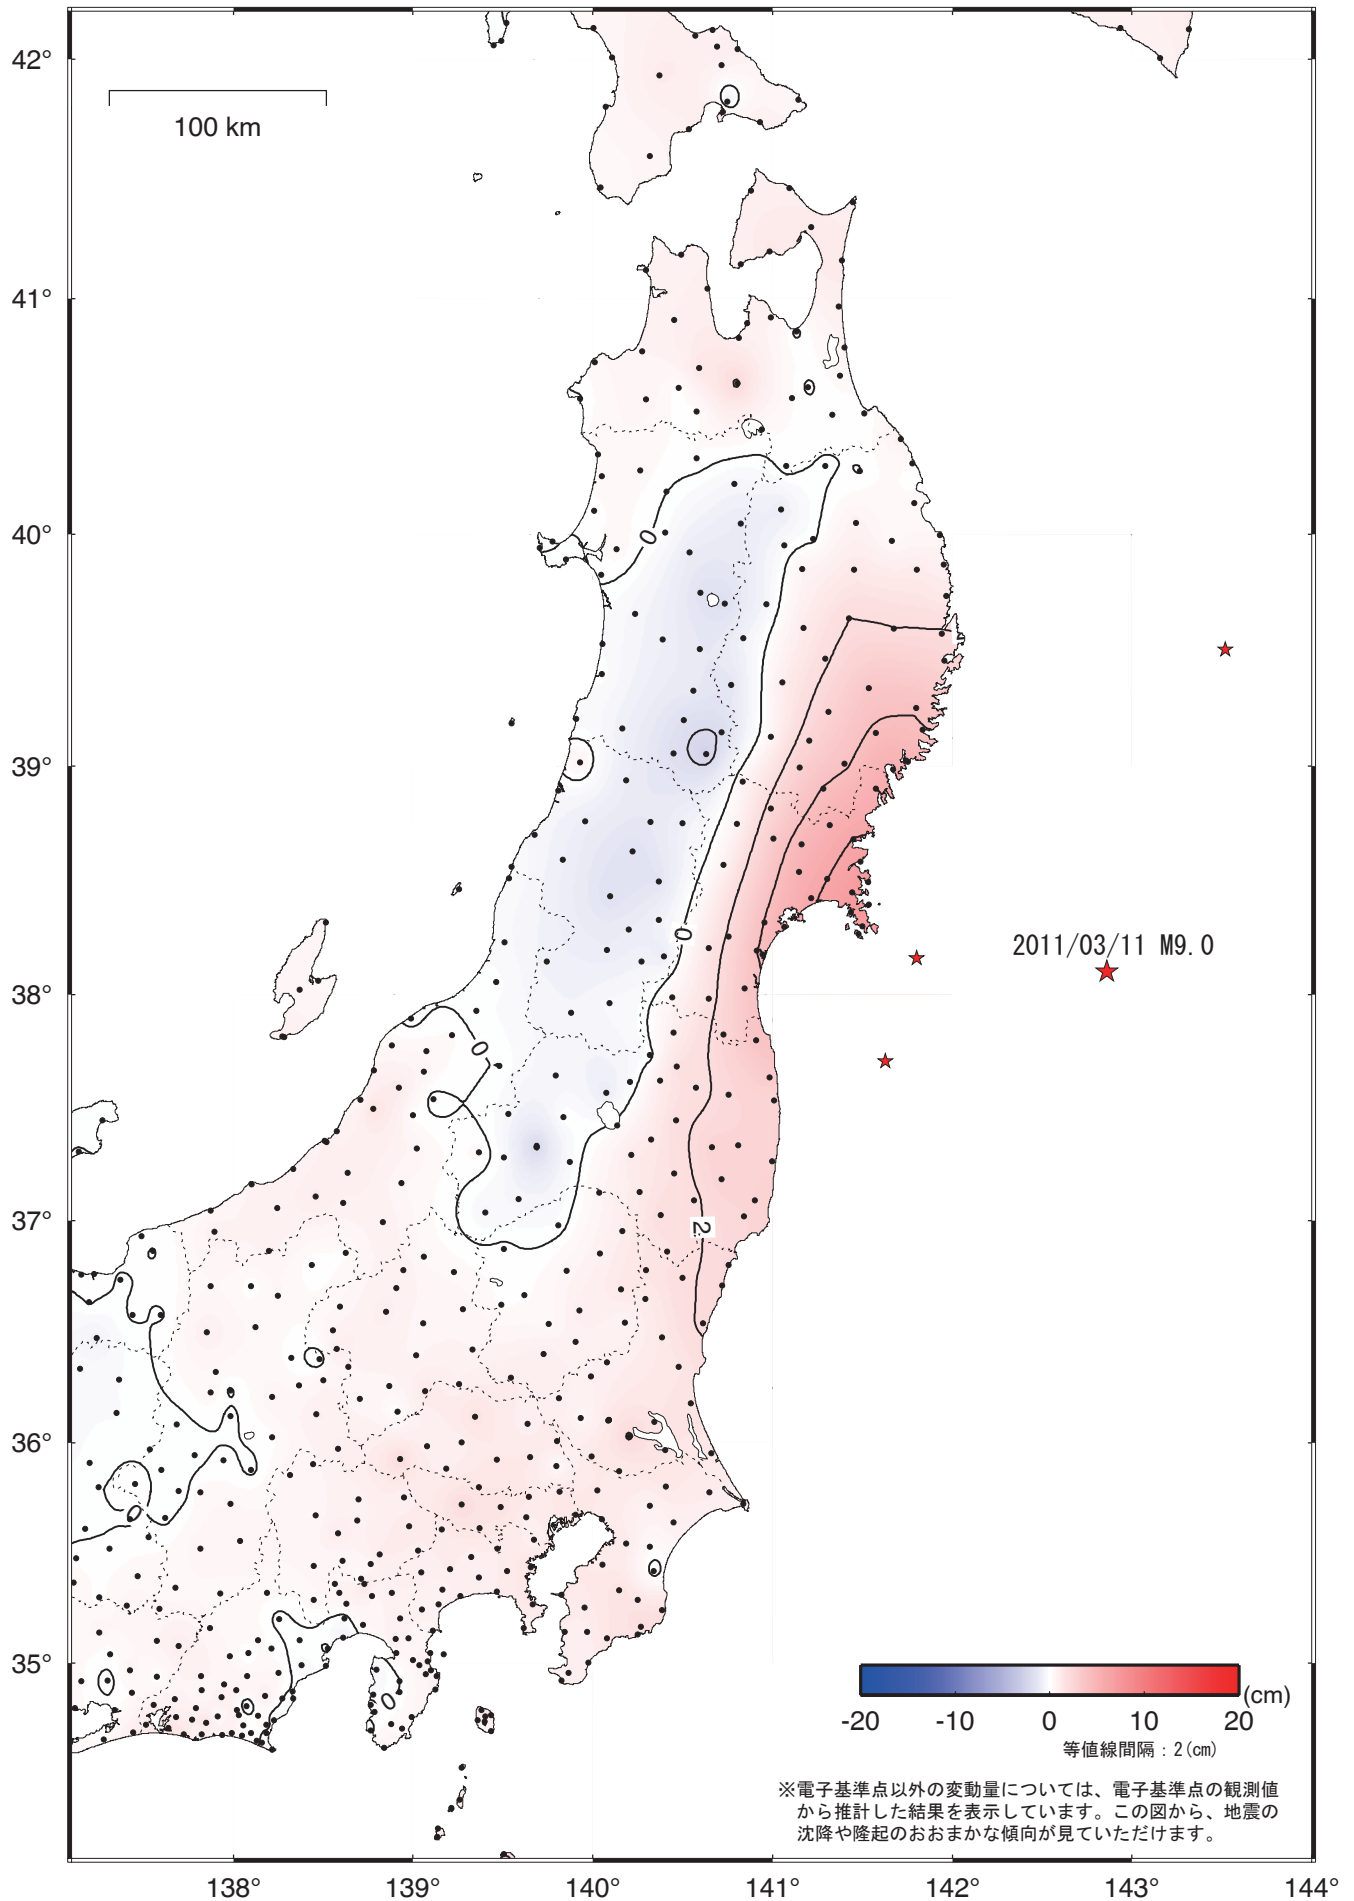 42°
100 km
41°
40°
0
39°
0
2011/03/11 M9.0
38°
0
37°
2
36°
0
35°
(cm)
-20 -10 0 10 20
等値線間隔：2(cm)
※電子基準点以外の変動量については、電子基準点の観測値
から推計した結果を表示しています。この図から、地震の
沈降や隆起のおおまかな傾向が見ていただけます。
138° 139° 140° 141° 142° 143° 144°